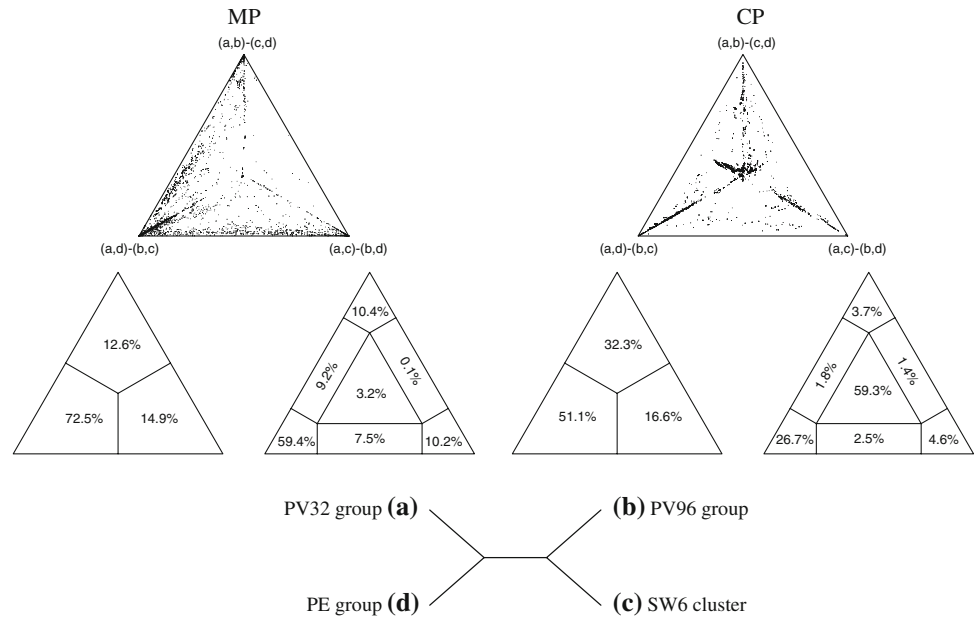 MP CP
(a,b)-(c,d) (a,b)-(c,d)
(a,d)-(b,c) (a,c)-(b,d) (a,d)-(b,c) (a,c)-(b,d)
12.6% 10.4% 32.3% 3.7%
9.2% 0.1% 1.8% 1.4%
72.5% 14.9% 3.2% 51.1% 16.6% 59.3%
59.4% 7.5% 10.2% 26.7% 2.5% 4.6%
PV32 group (a) (b) PV96 group
PE group (d) (c) SW6 cluster